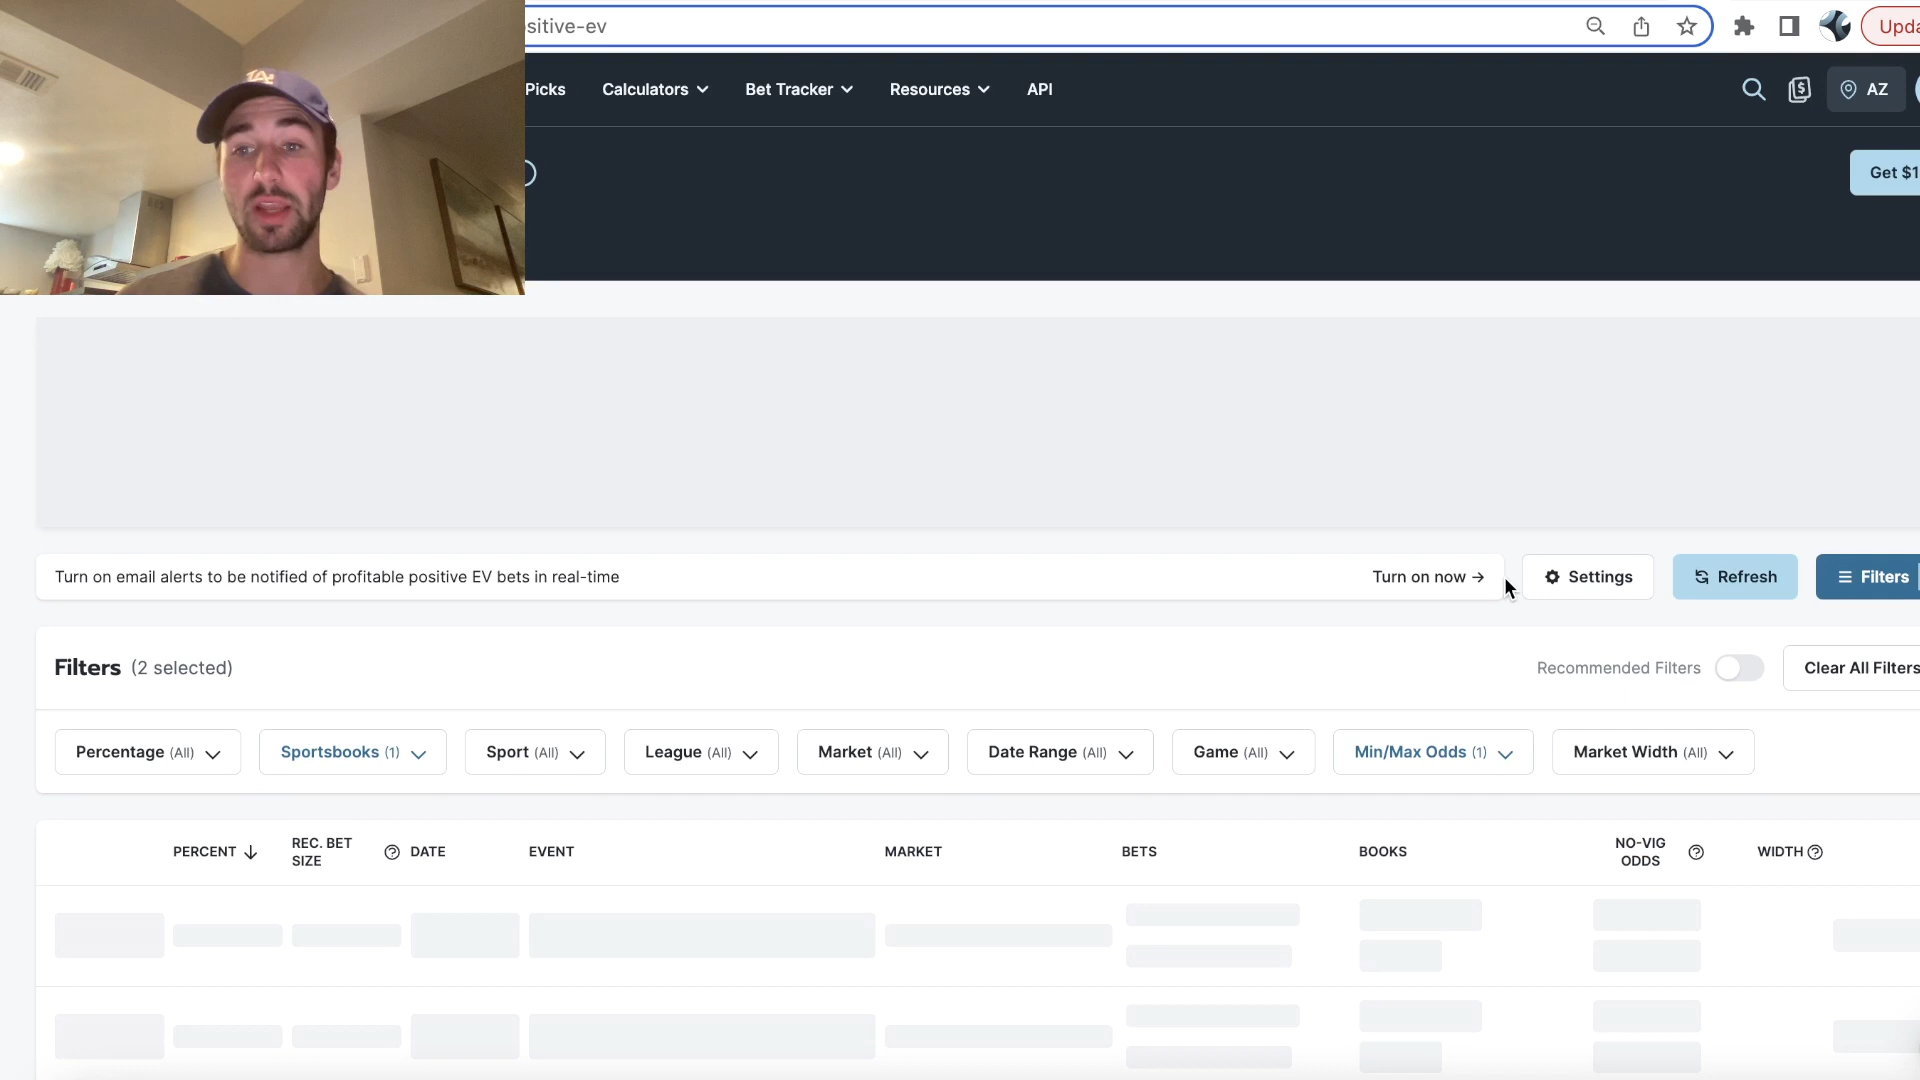 sitive-ev
Upda
Picks
Calculators
Bet Tracker
Resources
API
AZ
LA
Get $1
Turn on email alerts to be notified of profitable positive EV bets in real-time
Turn on now →
Settings
Refresh
Filters
Filters (2 selected)
Recommended Filters
Clear All Filters
Percentage (All)
Sportsbooks (1)
Sport (All)
League (All)
Market (All)
Date Range (All)
Game (All)
Min/Max Odds (1)
Market Width (All)
PERCENT
REC. BET
SIZE
DATE
EVENT
MARKET
BETS
BOOKS
NO-VIG
ODDS
WIDTH